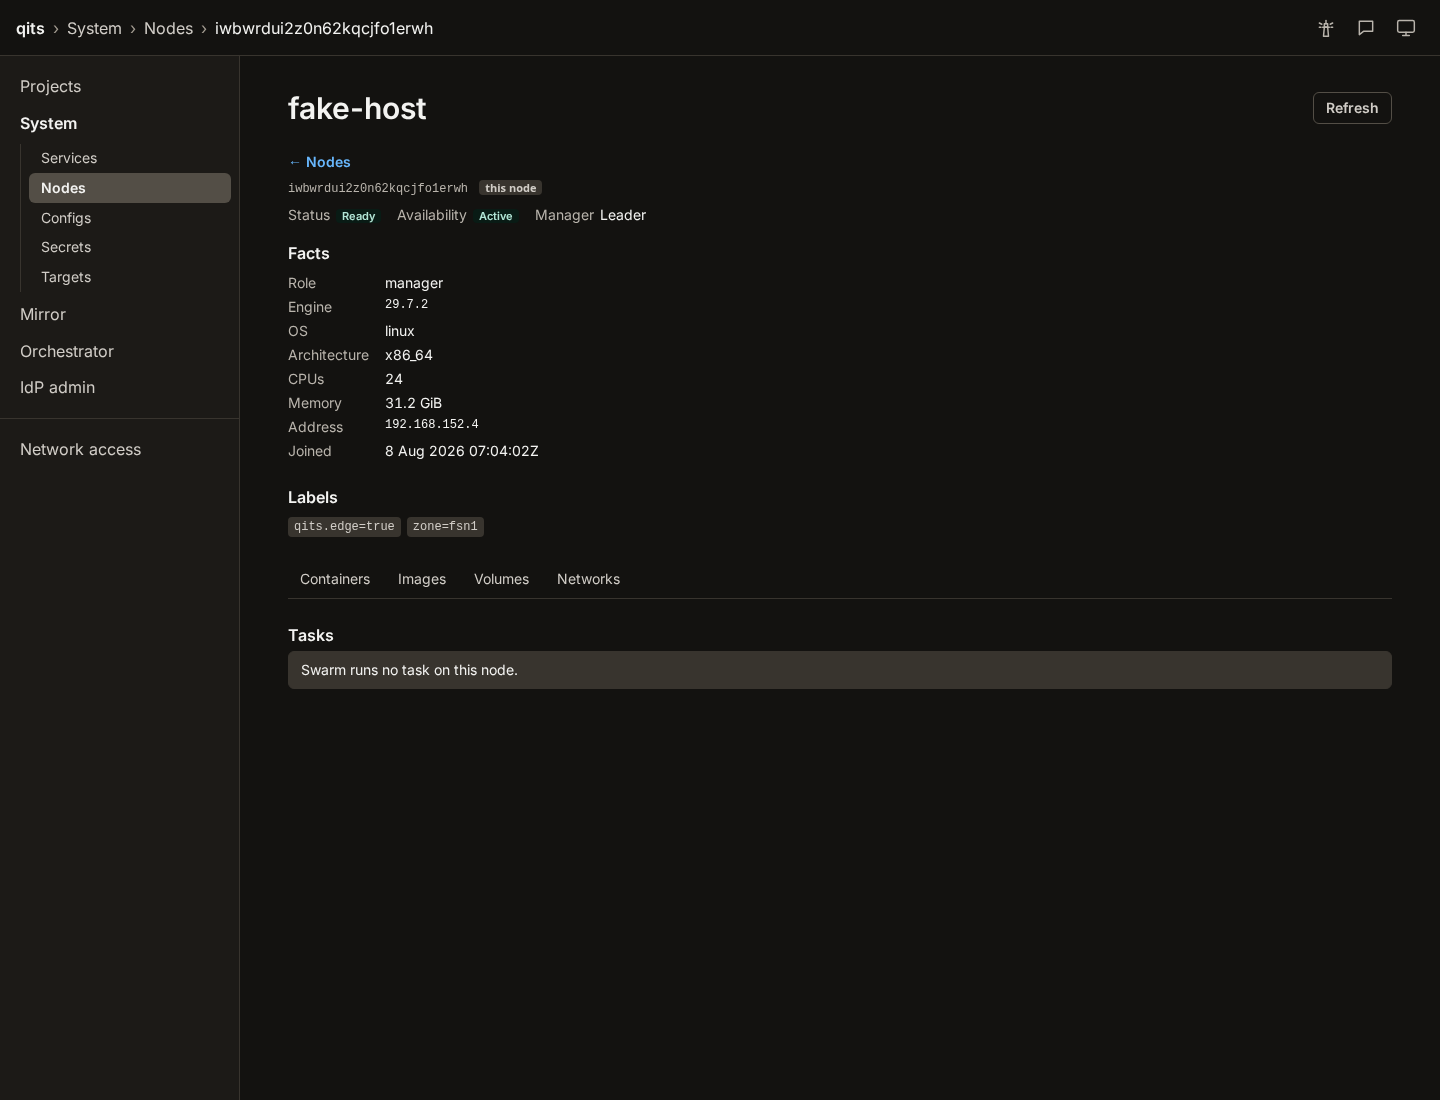 qits › System › Nodes › iwbwrdui2z0n62kqcjfo1erwh
Projects
System
Services
Nodes
Configs
Secrets
Targets
Mirror
Orchestrator
IdP admin
Network access
fake-host
Refresh
← Nodes
iwbwrdui2z0n62kqcjfo1erwh this node
Status Ready Availability Active Manager Leader
Facts
Role manager
Engine 29.7.2
OS linux
Architecture x86_64
CPUs 24
Memory 31.2 GiB
Address 192.168.152.4
Joined 8 Aug 2026 07:04:02Z
Labels
qits.edge=true zone=fsn1
Containers Images Volumes Networks
Tasks
Swarm runs no task on this node.